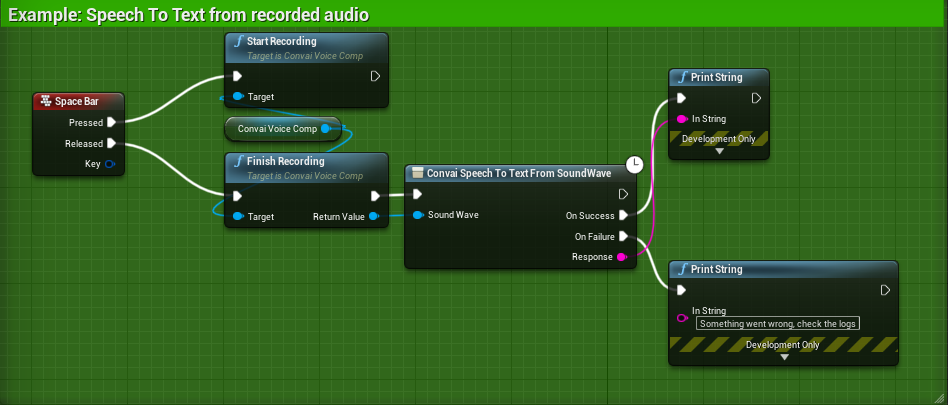 Example: Speech To Text from recorded audio
Start Recording
Target is Convai Voice Comp
Target
Space Bar
Pressed
Released
Key
Convai Voice Comp
Finish Recording
Target is Convai Voice Comp
Target
Return Value
Convai Speech To Text From SoundWave
Sound Wave
On Success
On Failure
Response
Print String
In String
Development Only
Print String
In String
Something went wrong, check the logs
Development Only